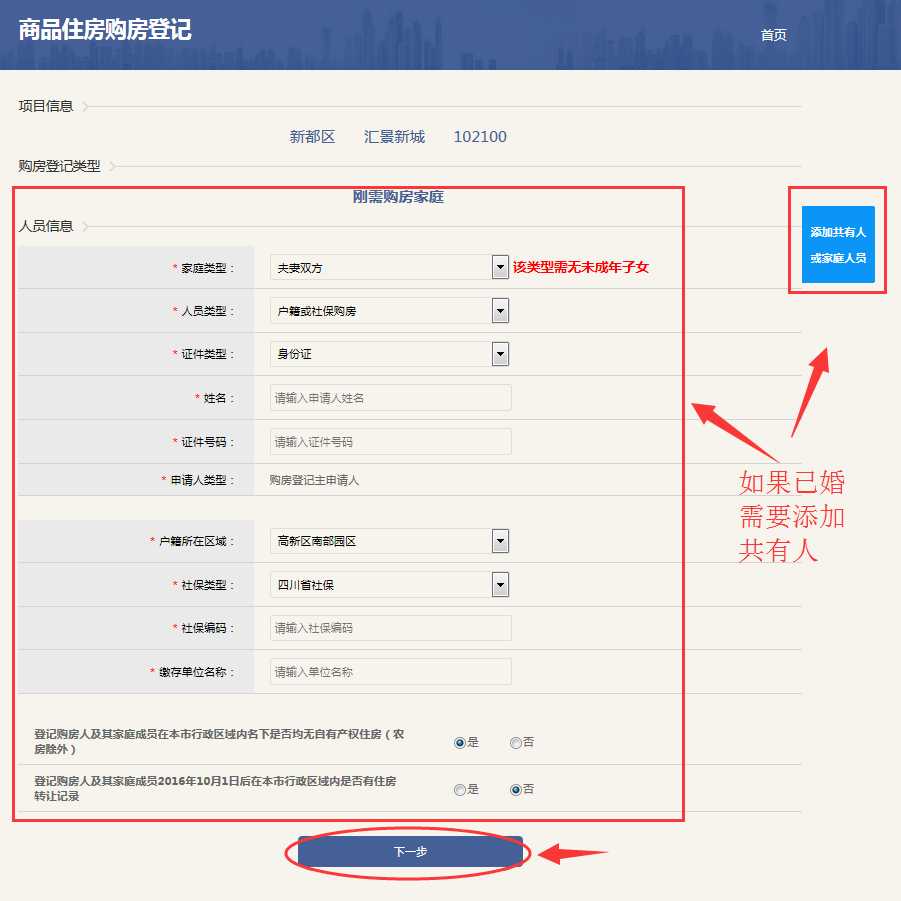 商品住房购房登记
首页
项目信息
新都区 汇景新城 102100
购房登记类型
刚需购房家庭
人员信息
添加共有人
或家庭人员
* 家庭类型： 夫妻双方 该类型需无未成年子女
* 人员类型： 户籍或社保购房
* 证件类型： 身份证
* 姓名： 请输入申请人姓名
* 证件号码： 请输入证件号码
* 申请人类型： 购房登记主申请人
如果已婚
需要添加
共有人
* 户籍所在区域： 高新区南部园区
* 社保类型： 四川省社保
* 社保编码： 请输入社保编码
* 缴存单位名称： 请输入单位名称
登记购房人及其家庭成员在本市行政区域内名下是否均无自有产权住房（农
房除外） 是 否
登记购房人及其家庭成员2016年10月1日后在本市行政区域内是否有住房
转让记录 是 否
下一步